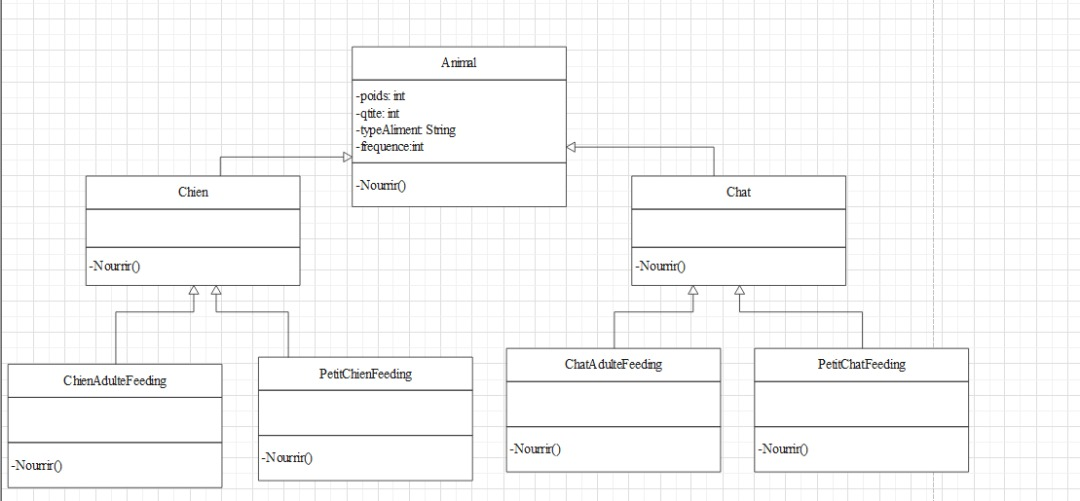 Animal
-poids: int
-qtite: int
-typeAliment: String
-frequence:int
-Nourrir()
Chien
-Nourrir()
Chat
-Nourrir()
ChienAdulteFeeding
-Nourrir()
PetitChienFeeding
-Nourrir()
ChatAdulteFeeding
-Nourrir()
PetitChatFeeding
-Nourrir()